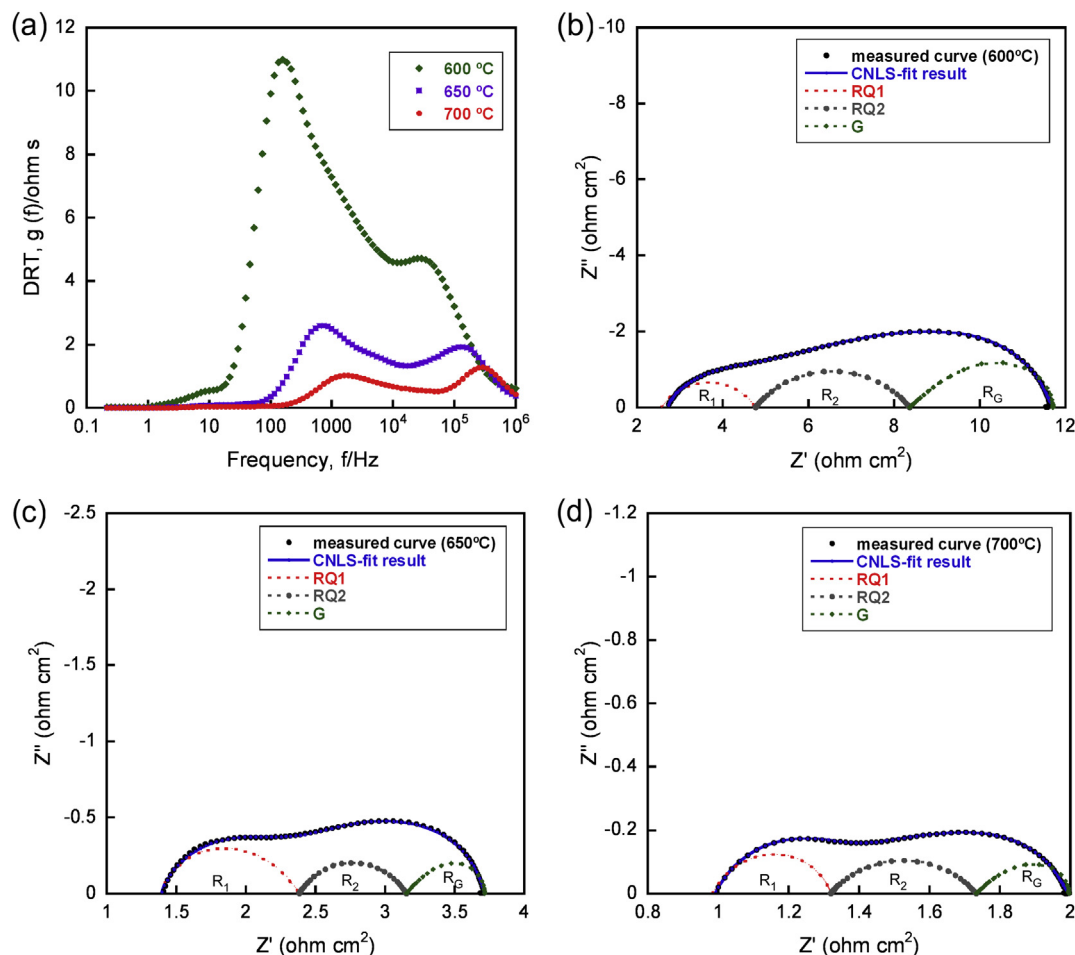 (a)
12
10
8
6
4
2
0
DRT, g (f)/ohm s
600 ºC
650 ºC
700 ºC
0.1 1 10 100 1000 10⁴ 10⁵ 10⁶
Frequency, f/Hz
(b)
-10
-8
-6
-4
-2
0
Z'' (ohm cm²)
measured curve (600ºC)
CNLS-fit result
RQ1
RQ2
G
R₁ R₂ R_G
2 4 6 8 10 12
Z' (ohm cm²)
(c)
-2.5
-2
-1.5
-1
-0.5
0
Z'' (ohm cm²)
measured curve (650ºC)
CNLS-fit result
RQ1
RQ2
G
R₁ R₂ R_G
1 1.5 2 2.5 3 3.5 4
Z' (ohm cm²)
(d)
-1.2
-1
-0.8
-0.6
-0.4
-0.2
0
Z'' (ohm cm²)
measured curve (700ºC)
CNLS-fit result
RQ1
RQ2
G
R₁ R₂ R_G
0.8 1 1.2 1.4 1.6 1.8 2
Z' (ohm cm²)